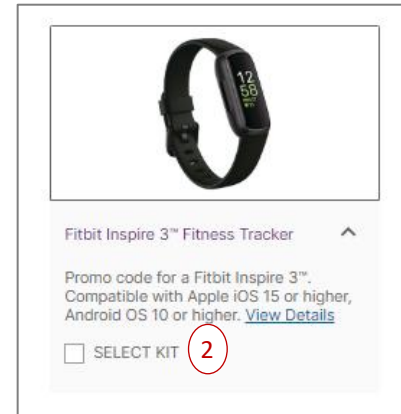 12
58
Fitbit Inspire 3™ Fitness Tracker
Promo code for a Fitbit Inspire 3™.
Compatible with Apple iOS 15 or higher,
Android OS 10 or higher. View Details
SELECT KIT 2